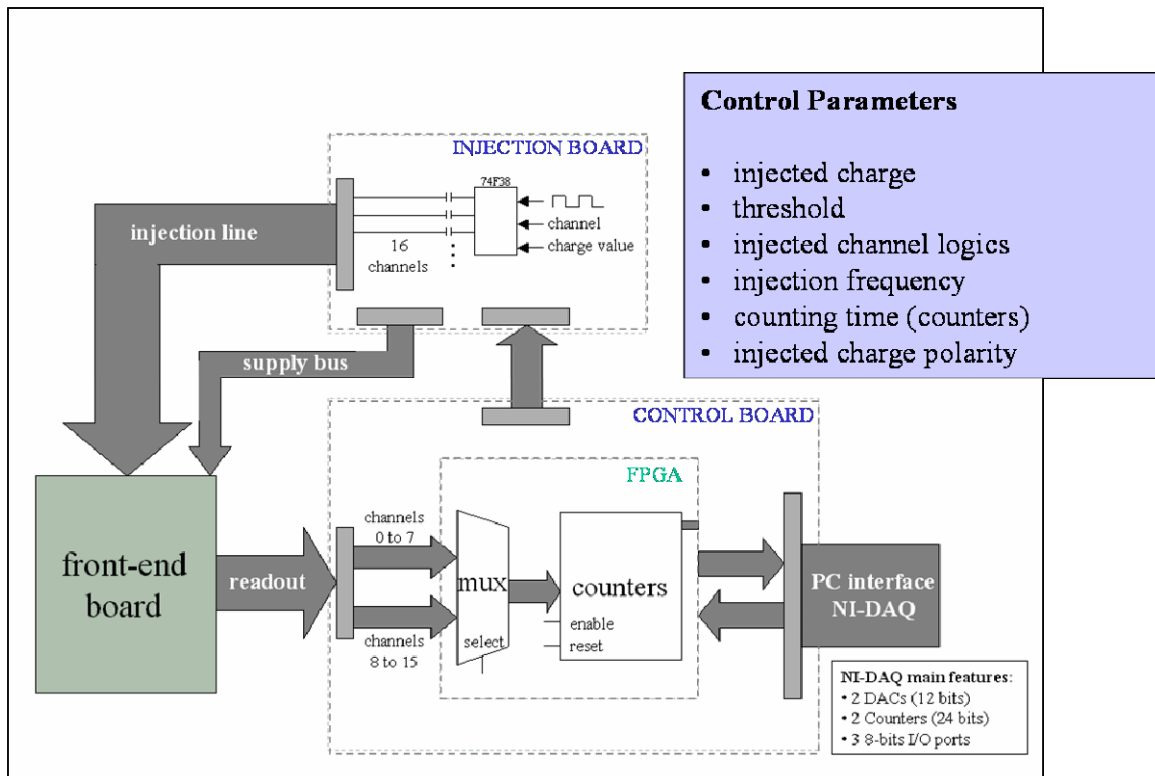 Control Parameters
• injected charge
• threshold
• injected channel logics
• injection frequency
• counting time (counters)
• injected charge polarity
INJECTION BOARD
74F38
channel
charge value
16
channels
injection line
supply bus
CONTROL BOARD
FPGA
channels
0 to 7
mux
select
channels
8 to 15
counters
enable
reset
front-end
board
readout
PC interface
NI-DAQ
NI-DAQ main features:
• 2 DACs (12 bits)
• 2 Counters (24 bits)
• 3 8-bits I/O ports